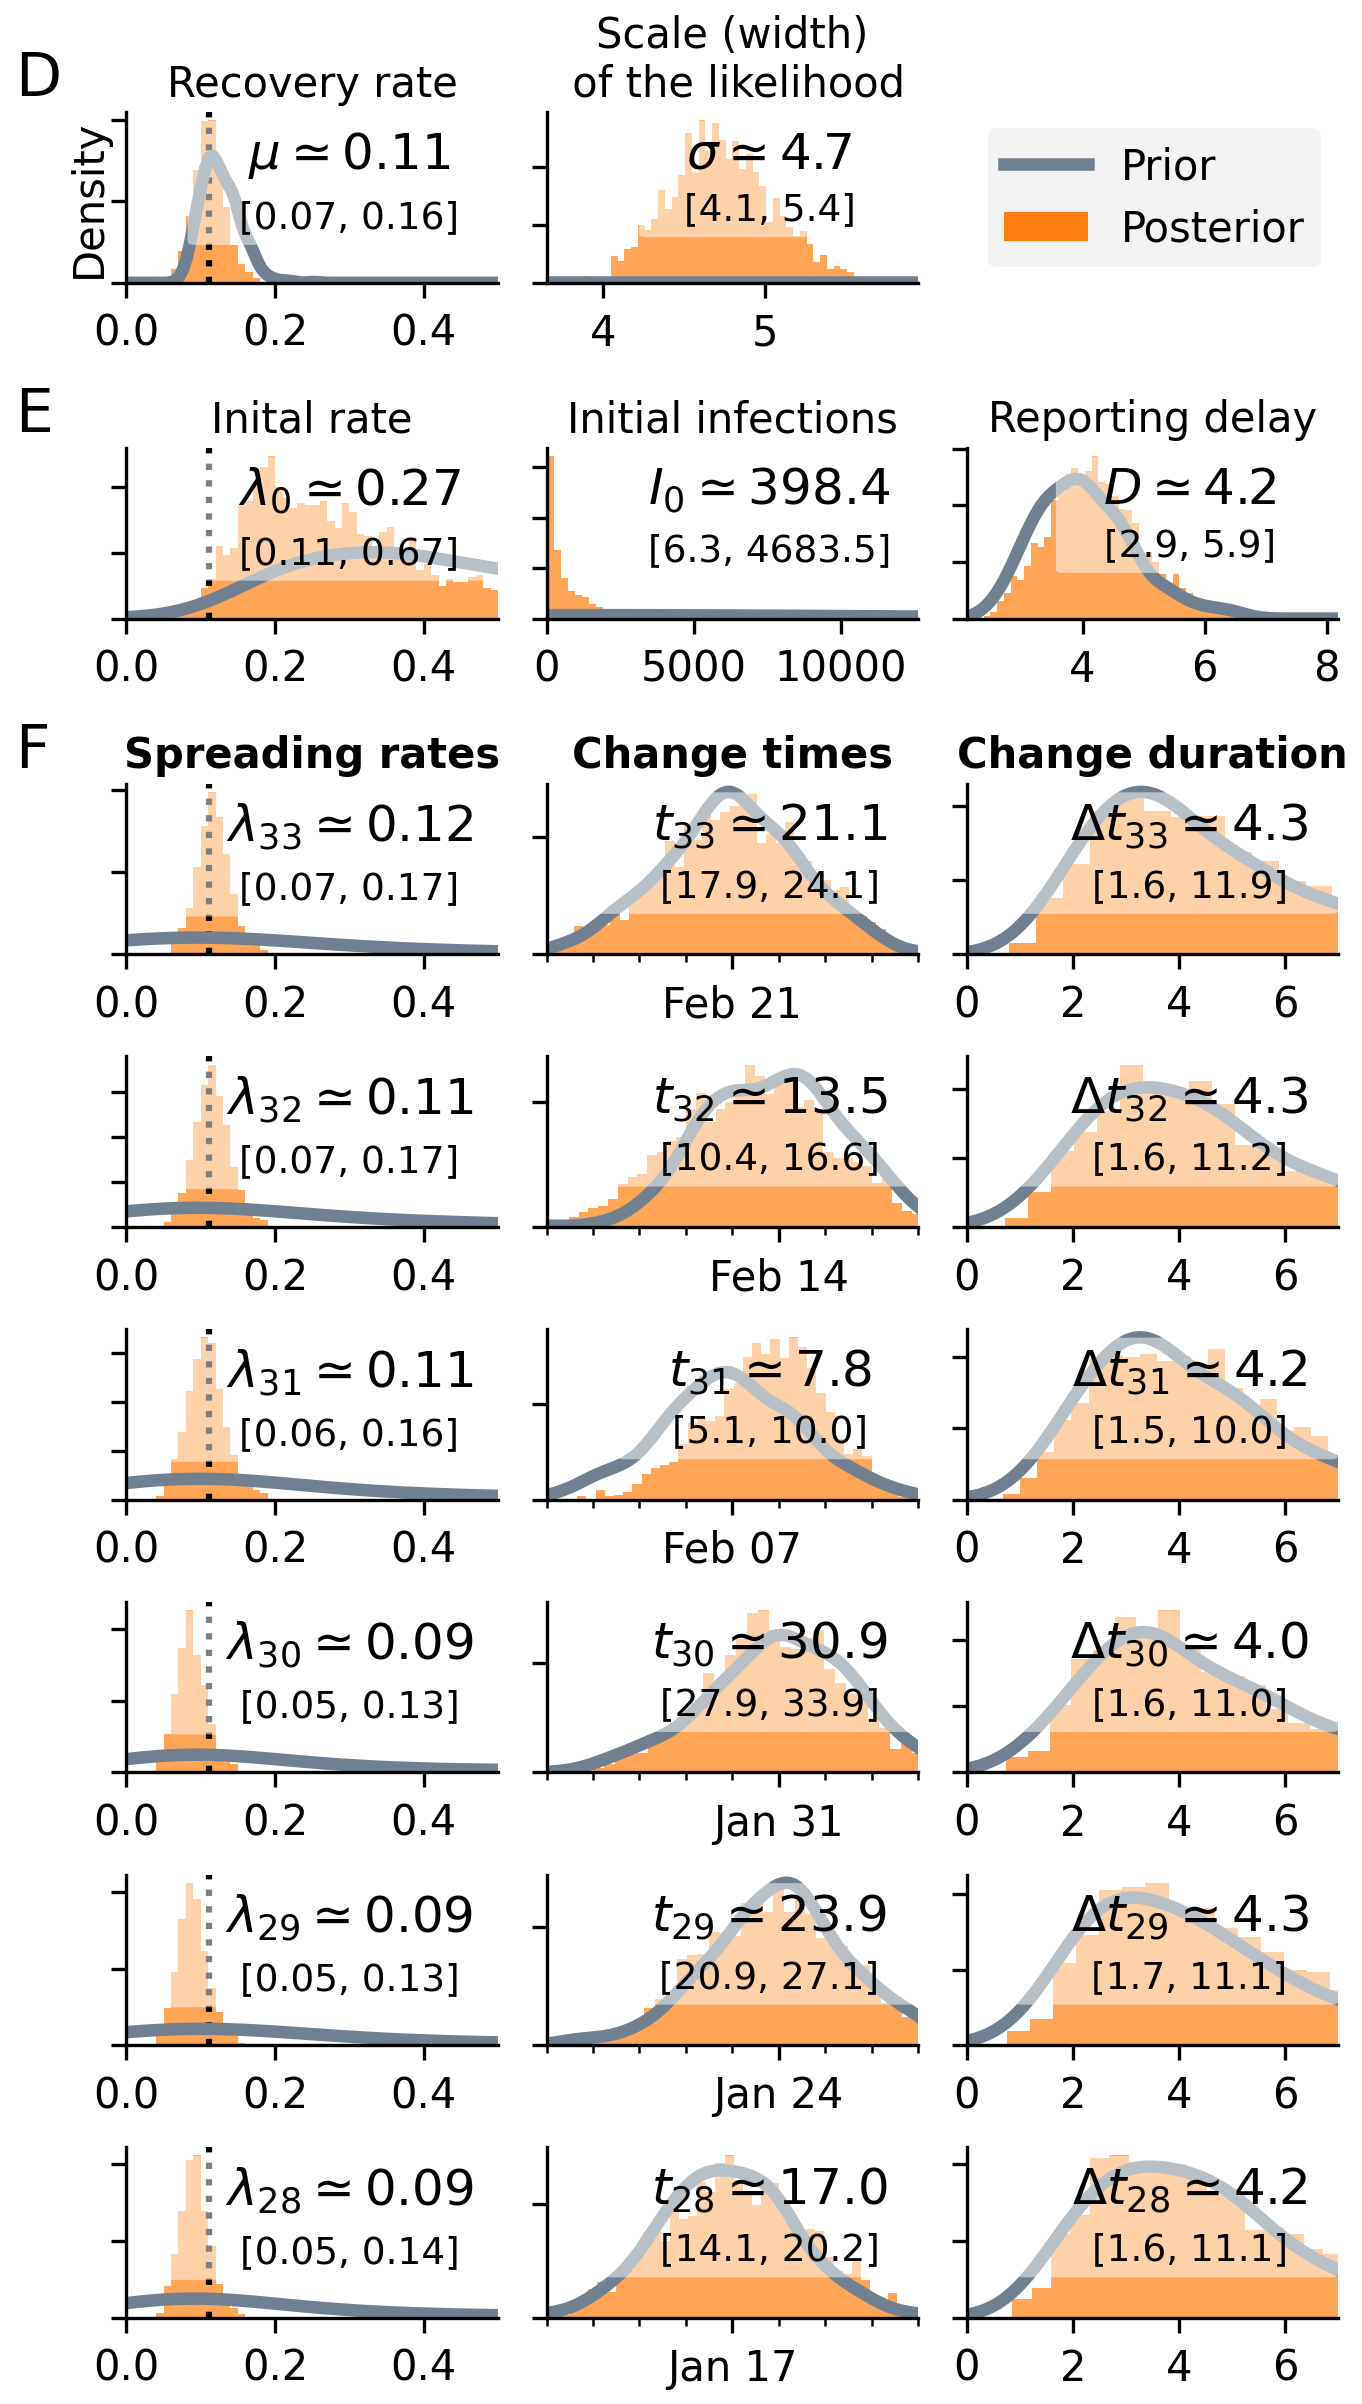 D
Recovery rate
Scale (width)
of the likelihood
Density
μ ≃ 0.11
[0.07, 0.16]
0.0 0.2 0.4
σ ≃ 4.7
[4.1, 5.4]
4 5
Prior
Posterior
E
Inital rate
λ0 ≃ 0.27
[0.11, 0.67]
0.0 0.2 0.4
Initial infections
I0 ≃ 398.4
[6.3, 4683.5]
0 5000 10000
Reporting delay
D ≃ 4.2
[2.9, 5.9]
4 6 8
F
Spreading rates
Change times
Change duration
λ33 ≃ 0.12
[0.07, 0.17]
0.0 0.2 0.4
t33 ≃ 21.1
[17.9, 24.1]
Feb 21
Δt33 ≃ 4.3
[1.6, 11.9]
0 2 4 6
λ32 ≃ 0.11
[0.07, 0.17]
0.0 0.2 0.4
t32 ≃ 13.5
[10.4, 16.6]
Feb 14
Δt32 ≃ 4.3
[1.6, 11.2]
0 2 4 6
λ31 ≃ 0.11
[0.06, 0.16]
0.0 0.2 0.4
t31 ≃ 7.8
[5.1, 10.0]
Feb 07
Δt31 ≃ 4.2
[1.5, 10.0]
0 2 4 6
λ30 ≃ 0.09
[0.05, 0.13]
0.0 0.2 0.4
t30 ≃ 30.9
[27.9, 33.9]
Jan 31
Δt30 ≃ 4.0
[1.6, 11.0]
0 2 4 6
λ29 ≃ 0.09
[0.05, 0.13]
0.0 0.2 0.4
t29 ≃ 23.9
[20.9, 27.1]
Jan 24
Δt29 ≃ 4.3
[1.7, 11.1]
0 2 4 6
λ28 ≃ 0.09
[0.05, 0.14]
0.0 0.2 0.4
t28 ≃ 17.0
[14.1, 20.2]
Jan 17
Δt28 ≃ 4.2
[1.6, 11.1]
0 2 4 6